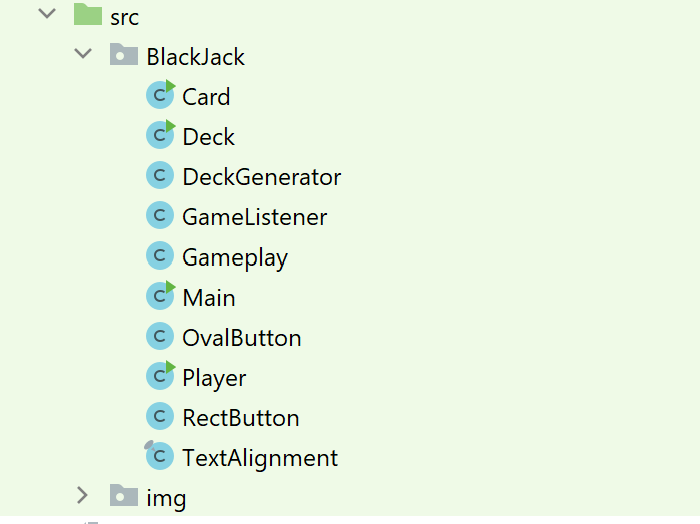 src
BlackJack
C Card
C Deck
C DeckGenerator
C GameListener
C Gameplay
C Main
C OvalButton
C Player
C RectButton
C TextAlignment
img